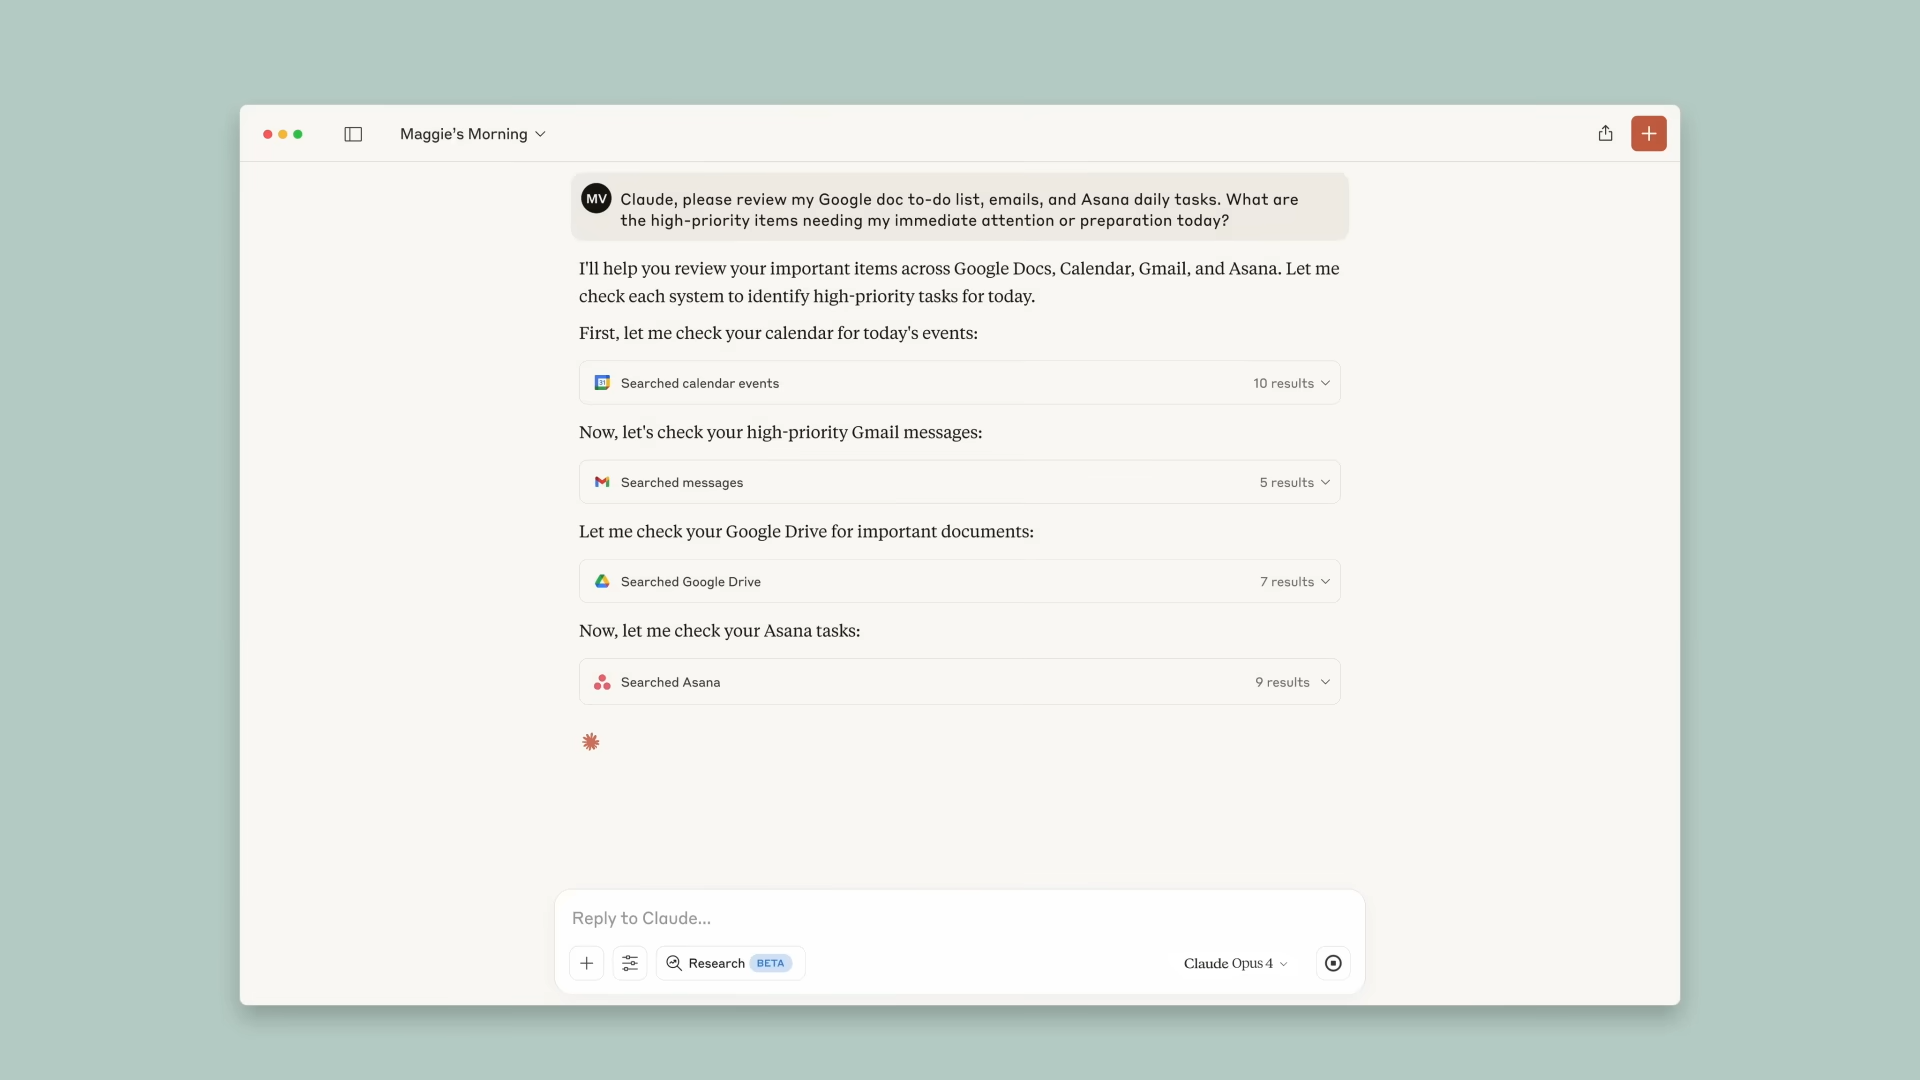 Maggie’s Morning
MV
Claude, please review my Google doc to-do list, emails, and Asana daily tasks. What are
the high-priority items needing my immediate attention or preparation today?
I'll help you review your important items across Google Docs, Calendar, Gmail, and Asana. Let me
check each system to identify high-priority tasks for today.
First, let me check your calendar for today's events:
31
Searched calendar events
10 results
Now, let's check your high-priority Gmail messages:
Searched messages
5 results
Let me check your Google Drive for important documents:
Searched Google Drive
7 results
Now, let me check your Asana tasks:
Searched Asana
9 results
Reply to Claude...
Research BETA
Claude Opus 4